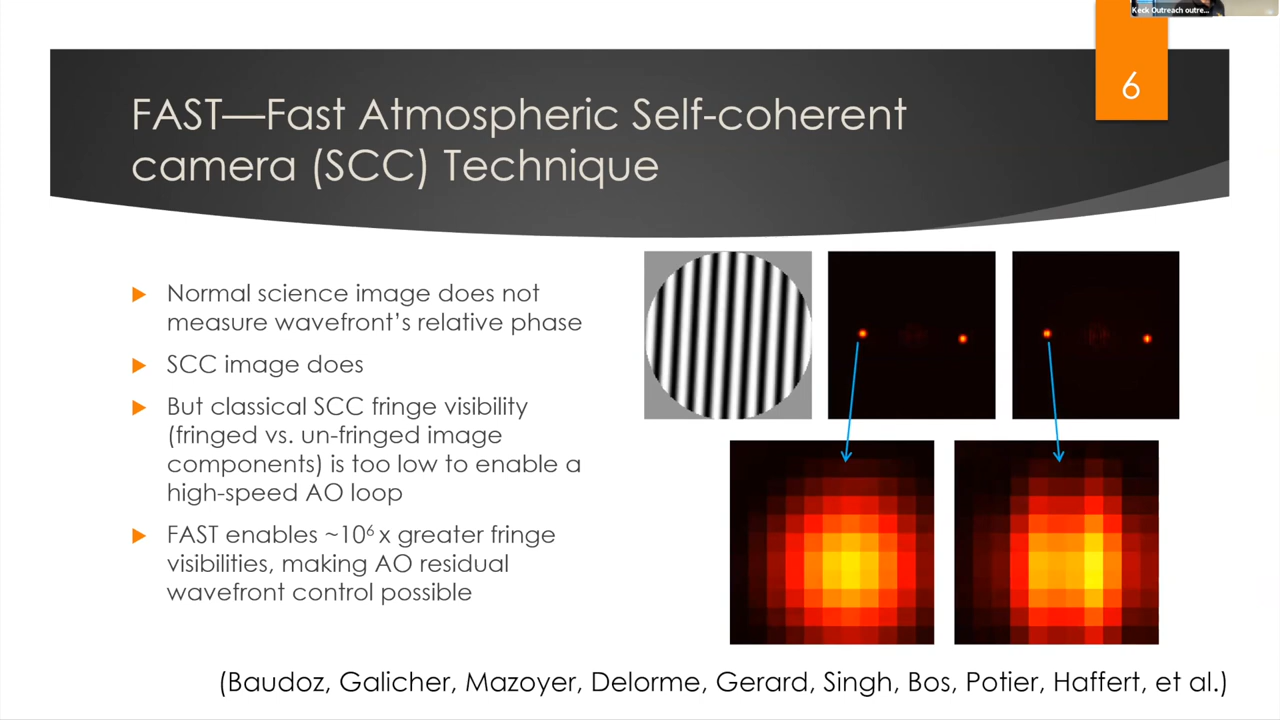 Keck Outreach outre...
6
FAST—Fast Atmospheric Self-coherent
camera (SCC) Technique
Normal science image does not
measure wavefront's relative phase
SCC image does
But classical SCC fringe visibility
(fringed vs. un-fringed image
components) is too low to enable a
high-speed AO loop
FAST enables ~10⁶ x greater fringe
visibilities, making AO residual
wavefront control possible
(Baudoz, Galicher, Mazoyer, Delorme, Gerard, Singh, Bos, Potier, Haffert, et al.)